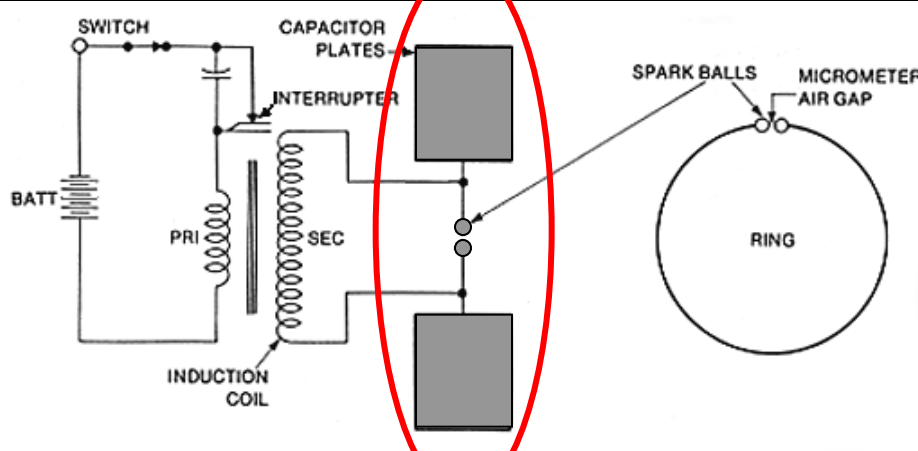 SWITCH
CAPACITOR
PLATES
SPARK BALLS
MICROMETER
AIR GAP
INTERRUPTER
BATT
PRI
SEC
RING
INDUCTION
COIL